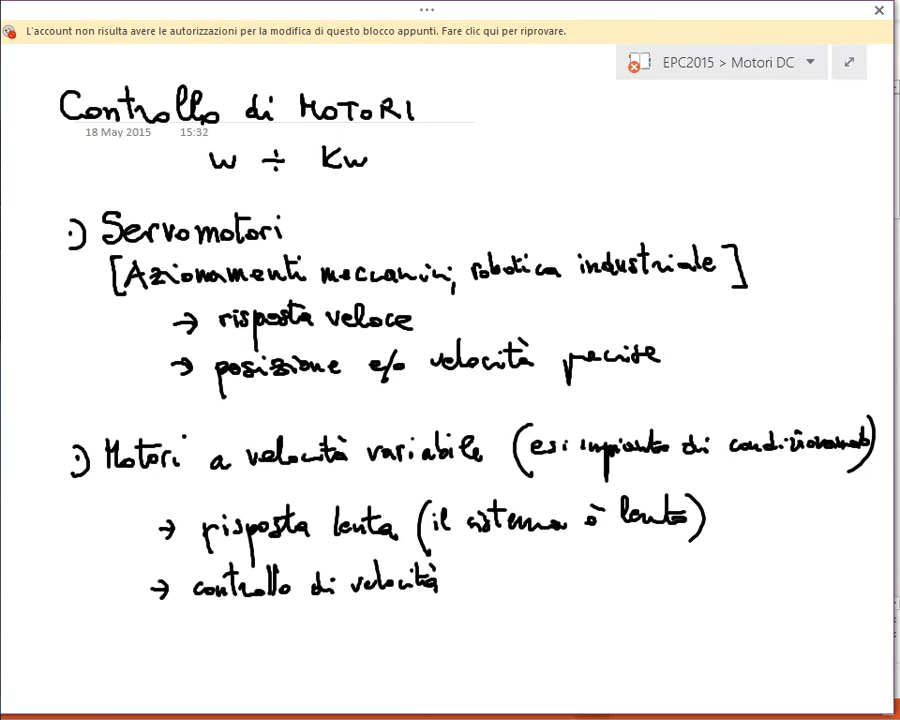 L'account non risulta avere le autorizzazioni per la modifica di questo blocco appunti. Fare clic qui per riprovare.
EPC2015 > Motori DC
Controllo di MOTORI
18 May 2015 15:32
W ÷ KW
·) Servomotori
[Azionamenti meccanici, robotica industriale]
→ risposta veloce
→ posizione e/o velocità precise
·) Motori a velocità variabile (es: impianto di condizionamento)
→ risposta lenta (il sistema è lento)
→ controllo di velocità